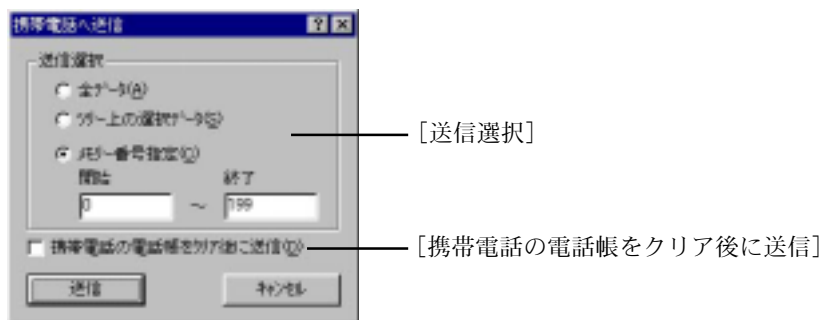 携帯電話へ送信
送信選択
全ﾃﾞｰﾀ(A)
ﾂﾘｰ上の選択ﾃﾞｰﾀ(S)
[送信選択]
ﾒﾓﾘｰ番号指定(O)
開始 終了
0 ～ 199
携帯電話の電話帳をｸﾘｱ後に送信(D)
[携帯電話の電話帳をクリア後に送信]
送信 ｷｬﾝｾﾙ